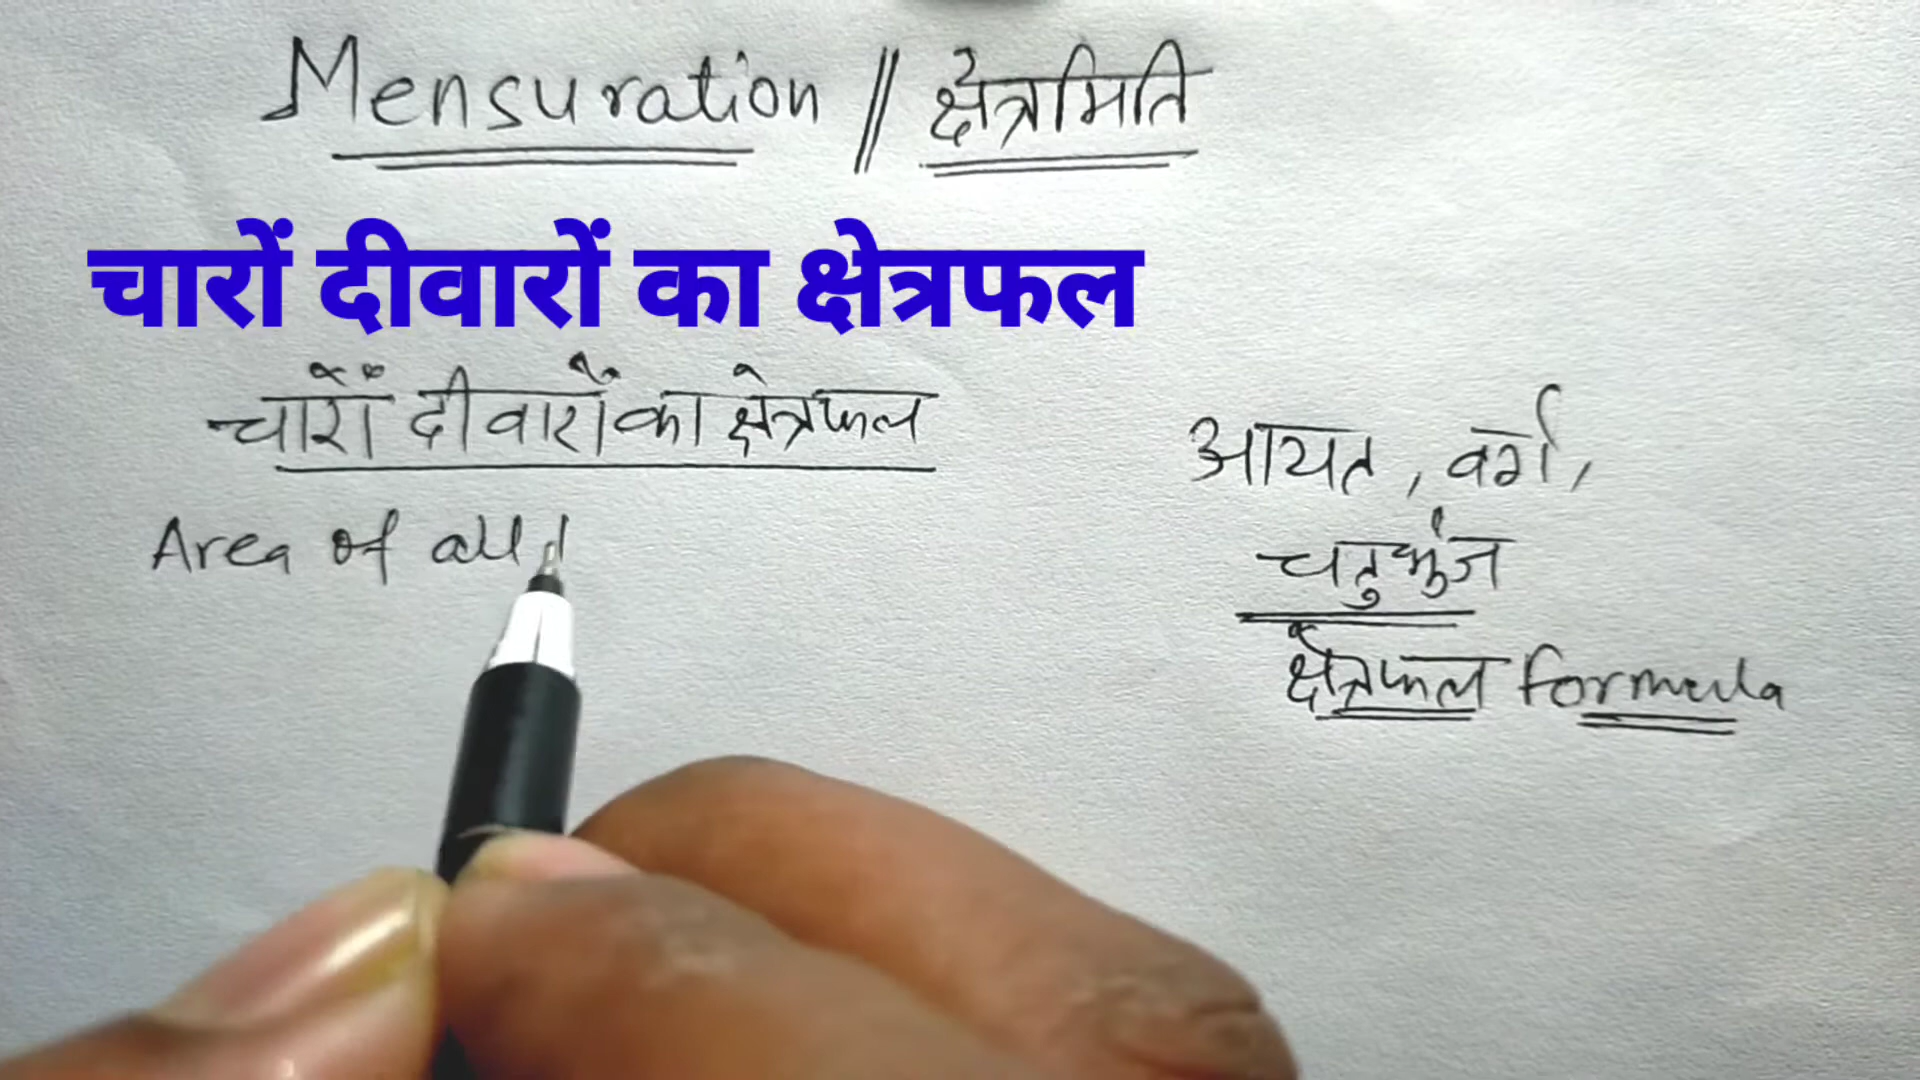 Mensuration // क्षेत्रमिति
चारों दीवारों का क्षेत्रफल
चारों दीवारों का क्षेत्रफल
Area of all
आयत, वर्ग,
चतुर्भुज
क्षेत्रफल formula